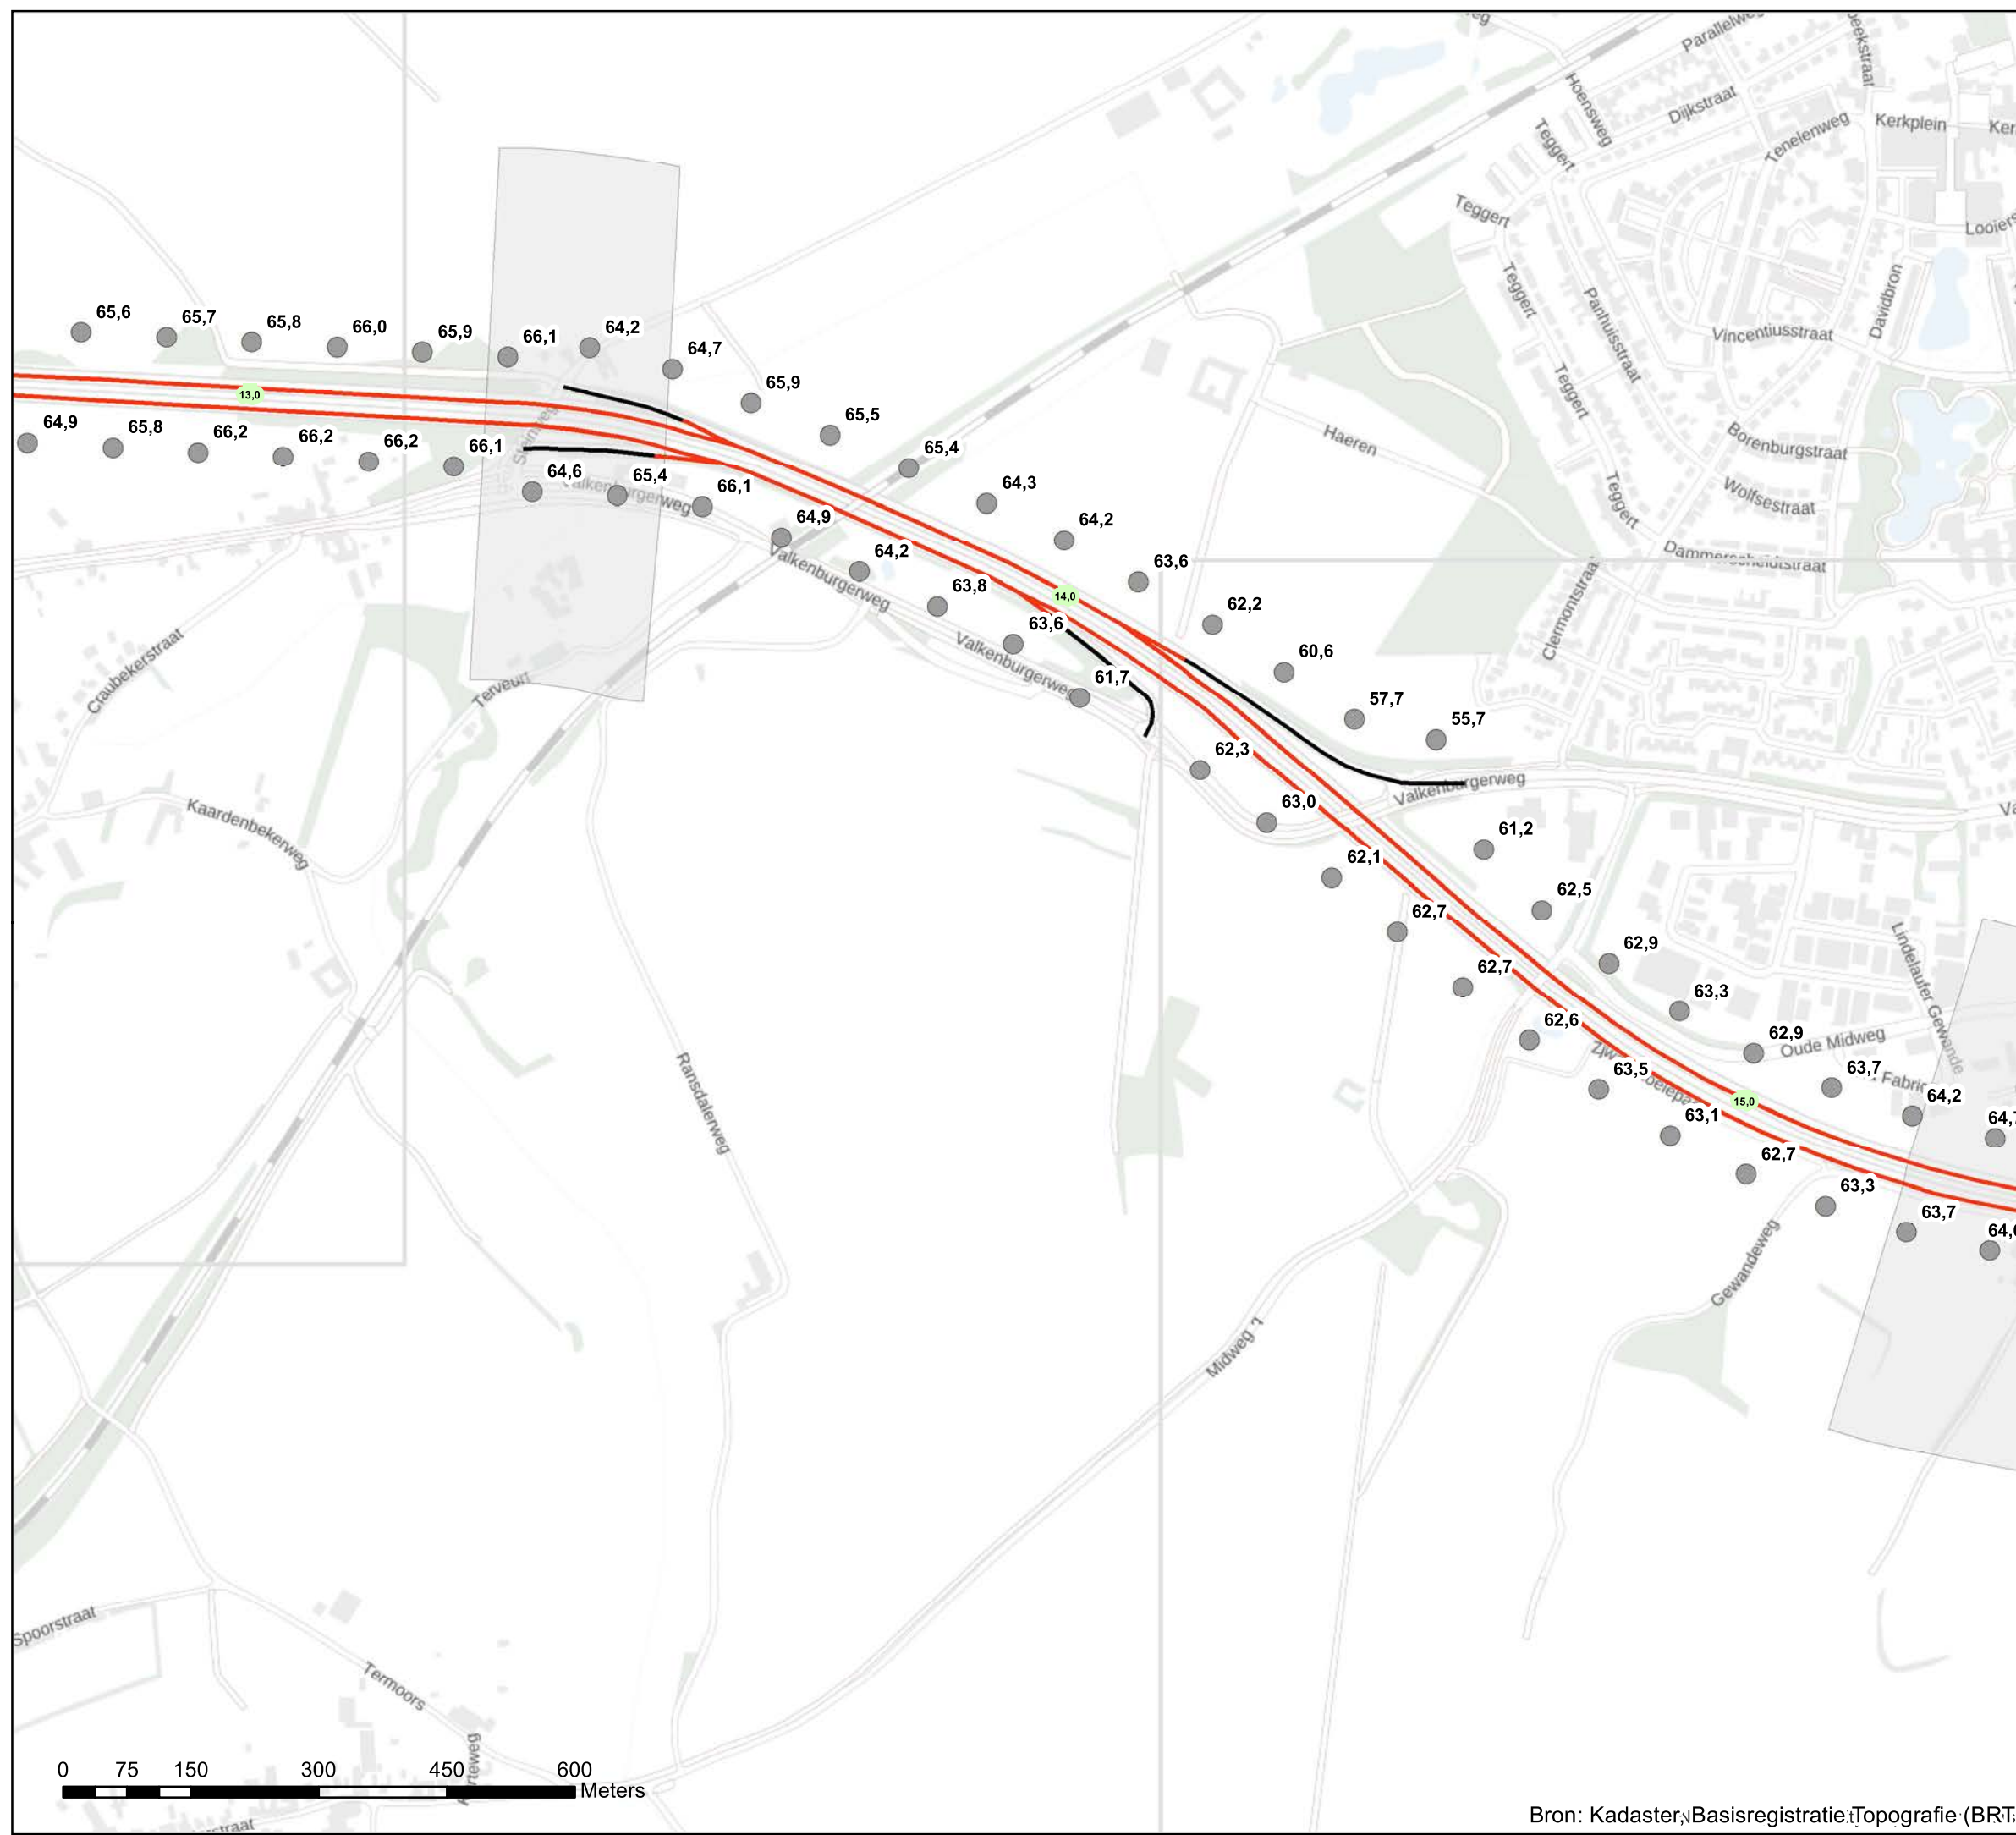 Parallelweg
Hoensweg
Dijkstraat
Tenelenweg
Kerkplein
Teggert
Teggert
Teggert
Teggert
Teggert
Panhuisstraat
Vincentiusstraat
Davidbron
Borenburgstraat
Wolfsestraat
Haeren
Clermontstraat
65,6
65,7
65,8
66,0
65,9
66,1
64,2
64,7
65,9
65,5
65,4
64,3
64,2
63,6
62,2
60,6
57,7
55,7
13,0
64,9
65,8
66,2
66,2
66,2
66,1
64,6
65,4
66,1
64,9
64,2
63,8
63,6
61,7
14,0
Valkenburgerweg
Valkenburgerweg
Valkenburgerweg
Valkenburgerweg
Craubekerstraat
Terveurt
Kaardenbekerweg
62,3
63,0
62,1
62,7
62,7
62,6
63,5
63,1
62,7
63,3
63,7
61,2
62,5
62,9
63,3
62,9
63,7
64,2
15,0
Lindelaufer Gewande
Oude Midweg
Ransdalerweg
Gewandeweg
Midweg 't
Spoorstraat
Termoors
0 75 150 300 450 600
Meters
Bron: Kadaster, Basisregistratie Topografie (BRT